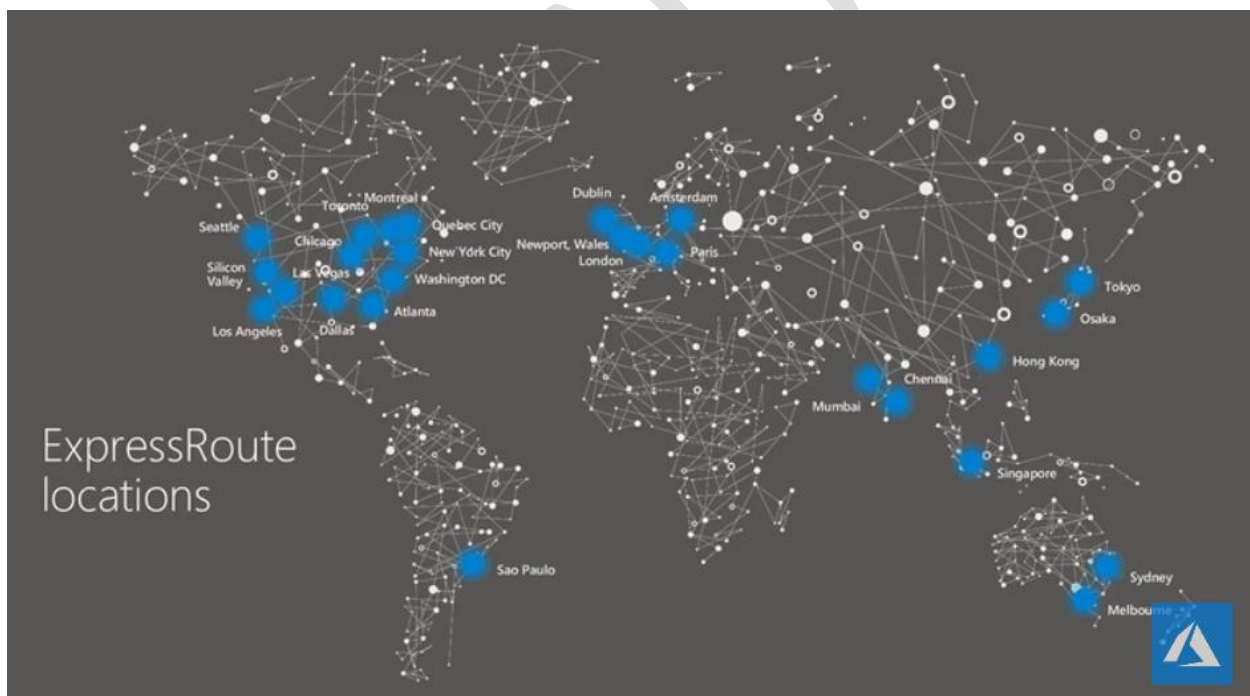 Dublin
Amsterdam
Montreal
Toronto
Seattle
Quebec City
Chicago
Newport, Wales
New York City
Paris
London
Silicon
Valley
Las Vegas
Washington DC
Tokyo
Atlanta
Osaka
Los Angeles
Dallas
Hong Kong
Chennai
Mumbai
ExpressRoute
locations
Singapore
Sao Paulo
Sydney
Melbourne